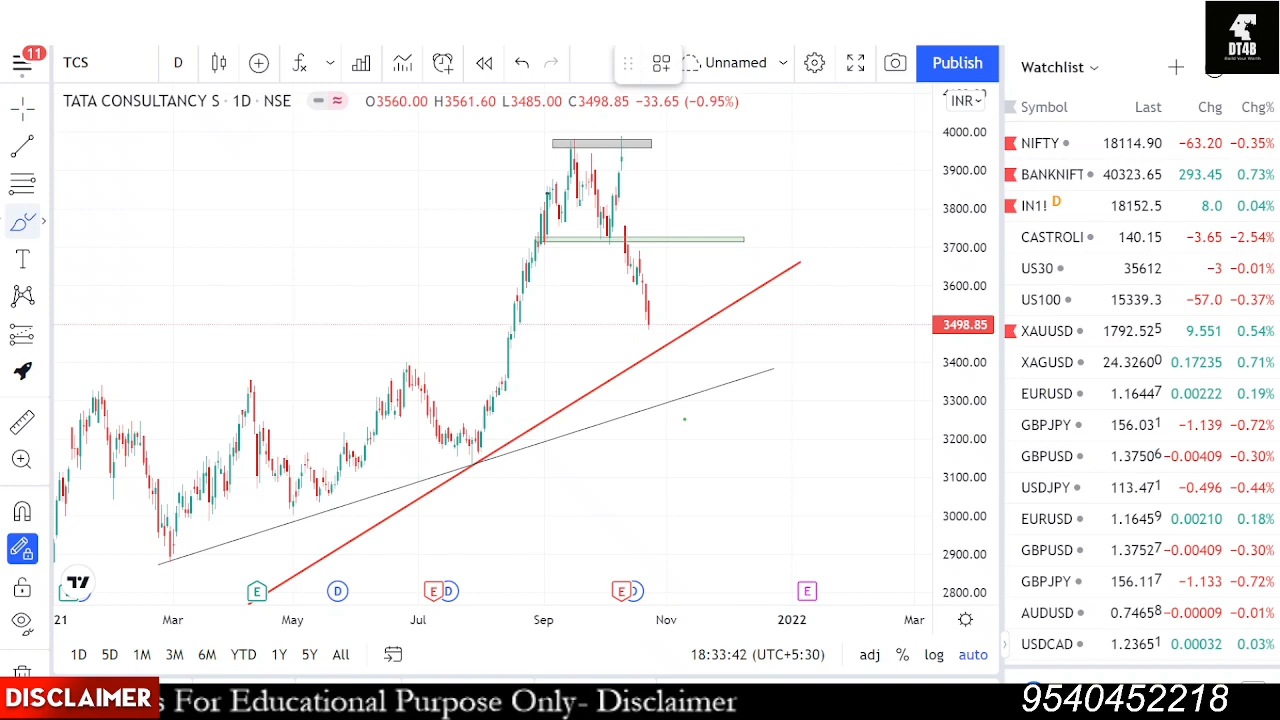 DT4B
Build Your Worth
11
TCS D Unnamed Publish
TATA CONSULTANCY S · 1D · NSE O3560.00 H3561.60 L3485.00 C3498.85 −33.65 (−0.95%)
INR
4000.00
3900.00
3800.00
3700.00
3600.00
3498.85
3400.00
3300.00
3200.00
3100.00
3000.00
2900.00
2800.00
E D E D E D E
21 Mar May Jul Sep Nov 2022 Mar
1D 5D 1M 3M 6M YTD 1Y 5Y All 18:33:42 (UTC+5:30) adj % log auto
Watchlist
Symbol Last Chg Chg%
NIFTY 18114.90 −63.20 −0.35%
BANKNIFT 40323.65 293.45 0.73%
IN1! D 18152.5 8.0 0.04%
CASTROLI 140.15 −3.65 −2.54%
US30 35612 −3 −0.01%
US100 15339.3 −57.0 −0.37%
XAUUSD 1792.525 9.551 0.54%
XAGUSD 24.32600 0.17235 0.71%
EURUSD 1.16447 0.00222 0.19%
GBPJPY 156.031 −1.139 −0.72%
GBPUSD 1.37506 −0.00409 −0.30%
USDJPY 113.471 −0.496 −0.44%
EURUSD 1.16459 0.00210 0.18%
GBPUSD 1.37527 −0.00409 −0.30%
GBPJPY 156.117 −1.133 −0.72%
AUDUSD 0.74658 −0.00009 −0.01%
USDCAD 1.23651 0.00032 0.03%
DISCLAIMER s For Educational Purpose Only- Disclaimer 9540452218